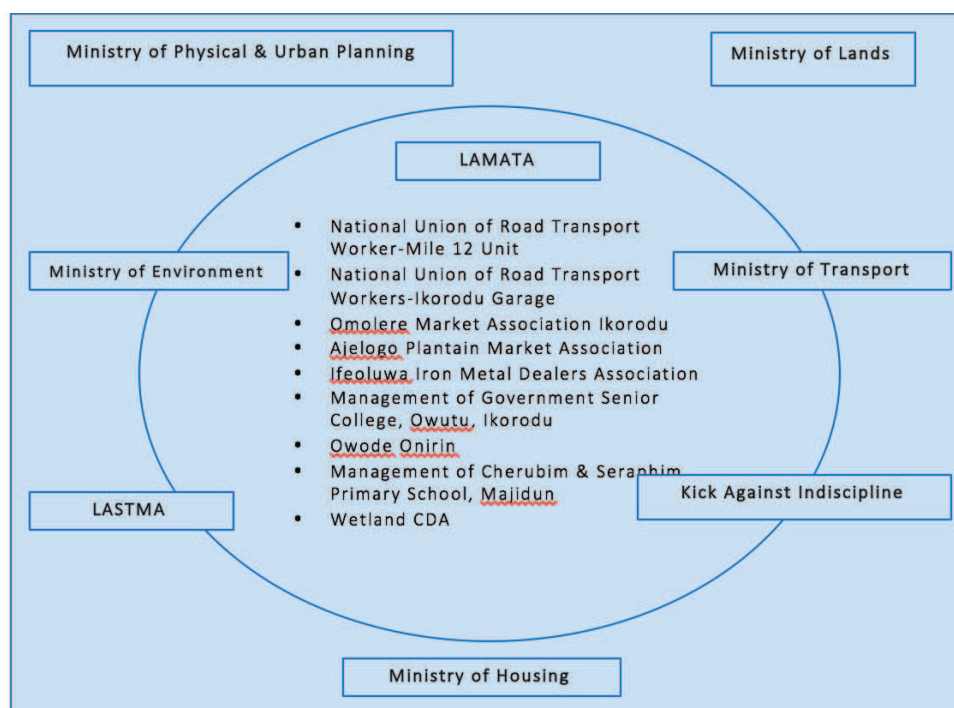 Ministry of Physical & Urban Planning
Ministry of Lands
LAMATA
• National Union of Road Transport
Worker-Mile 12 Unit
Ministry of Environment
Ministry of Transport
• National Union of Road Transport
Workers-Ikorodu Garage
• Omolere Market Association Ikorodu
• Ajelogo Plantain Market Association
• Ifeoluwa Iron Metal Dealers Association
• Management of Government Senior
College, Owutu, Ikorodu
• Owode Onirin
• Management of Cherubim & Seraphim
Primary School, Majidun
Kick Against Indiscipline
LASTMA
• Wetland CDA
Ministry of Housing